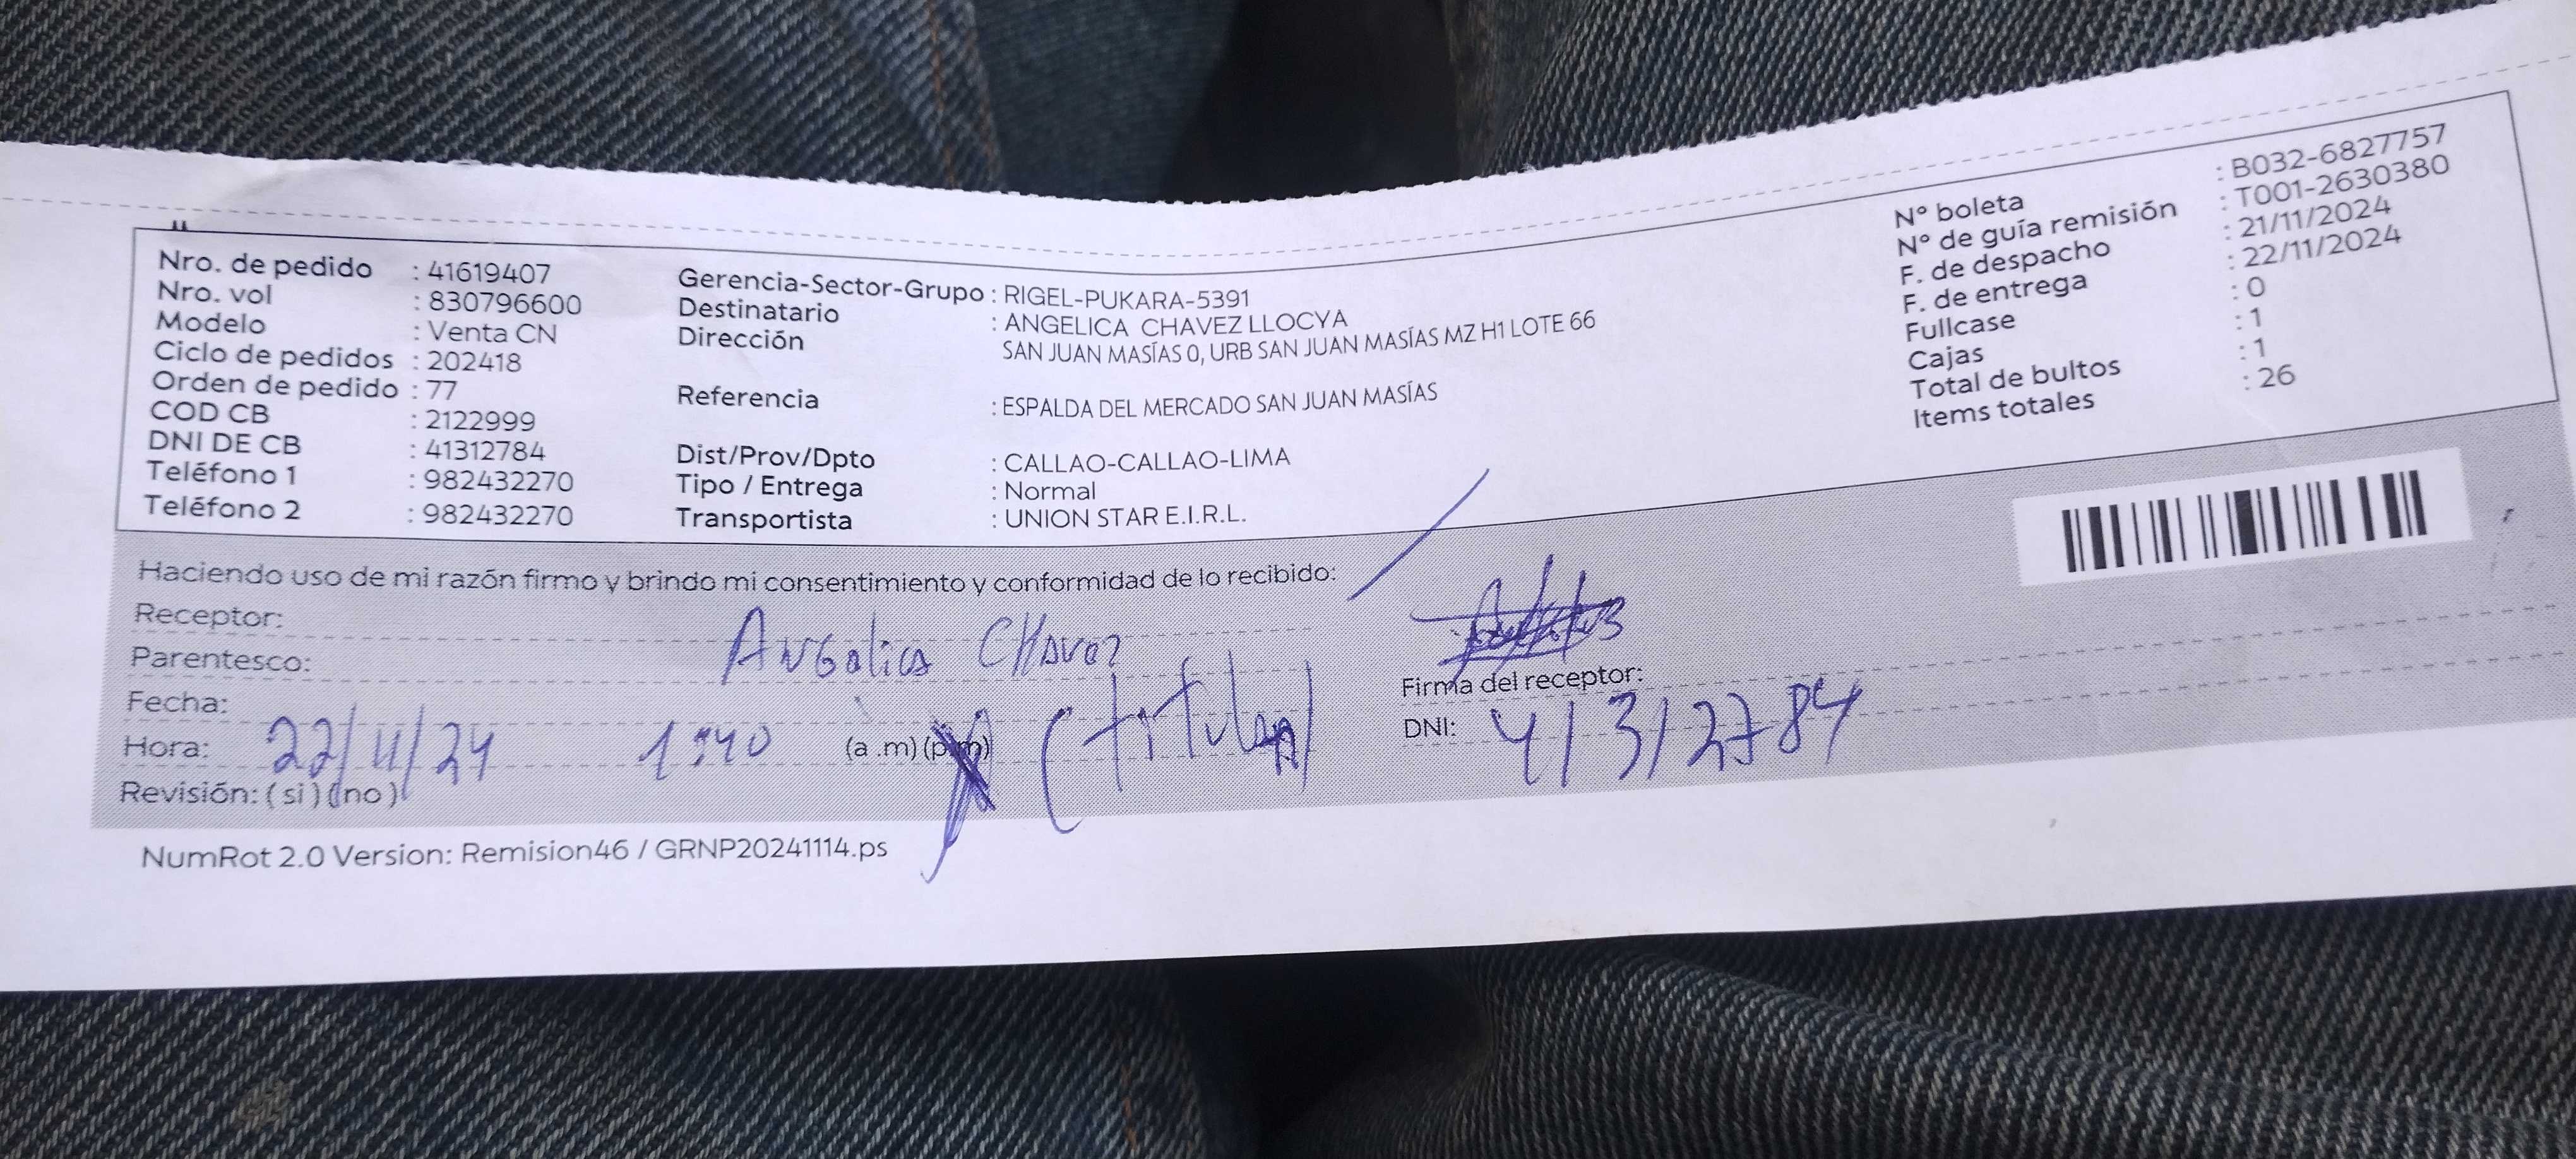 Nro. de pedido : 41619407
Nro. vol : 830796600
Modelo : Venta CN
Ciclo de pedidos : 202418
Orden de pedido : 77
COD CB : 2122999
DNI DE CB : 41312784
Teléfono 1 : 982432270
Teléfono 2 : 982432270
Gerencia-Sector-Grupo : RIGEL-PUKARA-5391
Destinatario : ANGELICA CHAVEZ LLOCYA
Dirección : SAN JUAN MASÍAS 0, URB SAN JUAN MASÍAS MZ H1 LOTE 66
Referencia : ESPALDA DEL MERCADO SAN JUAN MASÍAS
Dist/Prov/Dpto : CALLAO-CALLAO-LIMA
Tipo / Entrega : Normal
Transportista : UNION STAR E.I.R.L.
N° boleta : B032-6827757
N° de guía remisión : T001-2630380
F. de despacho : 21/11/2024
F. de entrega : 22/11/2024
Fullcase : 0
Cajas : 1
Total de bultos : 1
Items totales : 26
Haciendo uso de mi razón firmo y brindo mi consentimiento y conformidad de lo recibido:
Receptor: Angelica CHavez
Parentesco: (titular)
Fecha: 22/11/24
Hora: (a .m) (p.m)
Revisión: ( si ) ( no )
Firma del receptor:
DNI: 41312784
NumRot 2.0 Version: Remision46 / GRNP20241114.ps